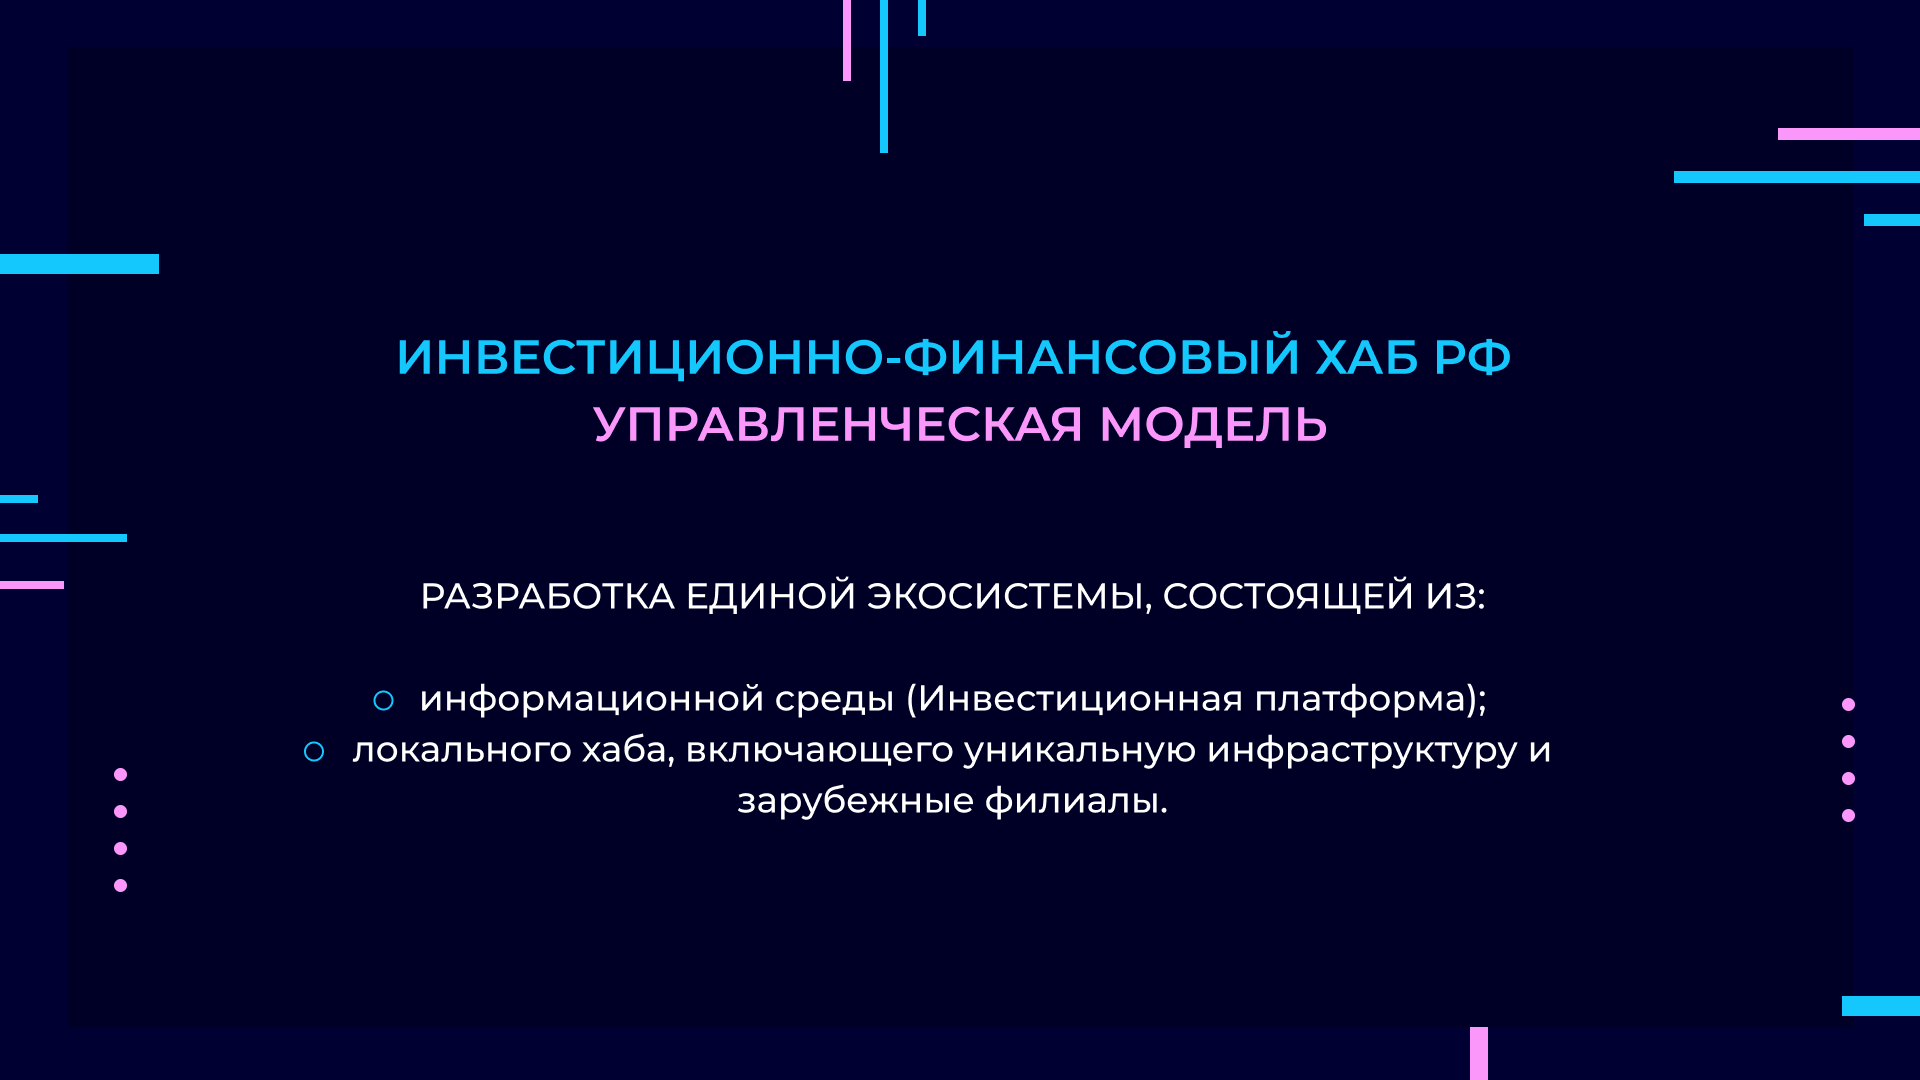 ИНВЕСТИЦИОННО-ФИНАНСОВЫЙ ХАБ РФ
УПРАВЛЕНЧЕСКАЯ МОДЕЛЬ
РАЗРАБОТКА ЕДИНОЙ ЭКОСИСТЕМЫ, СОСТОЯЩЕЙ ИЗ:
информационной среды (Инвестиционная платформа);
локального хаба, включающего уникальную инфраструктуру и
зарубежные филиалы.